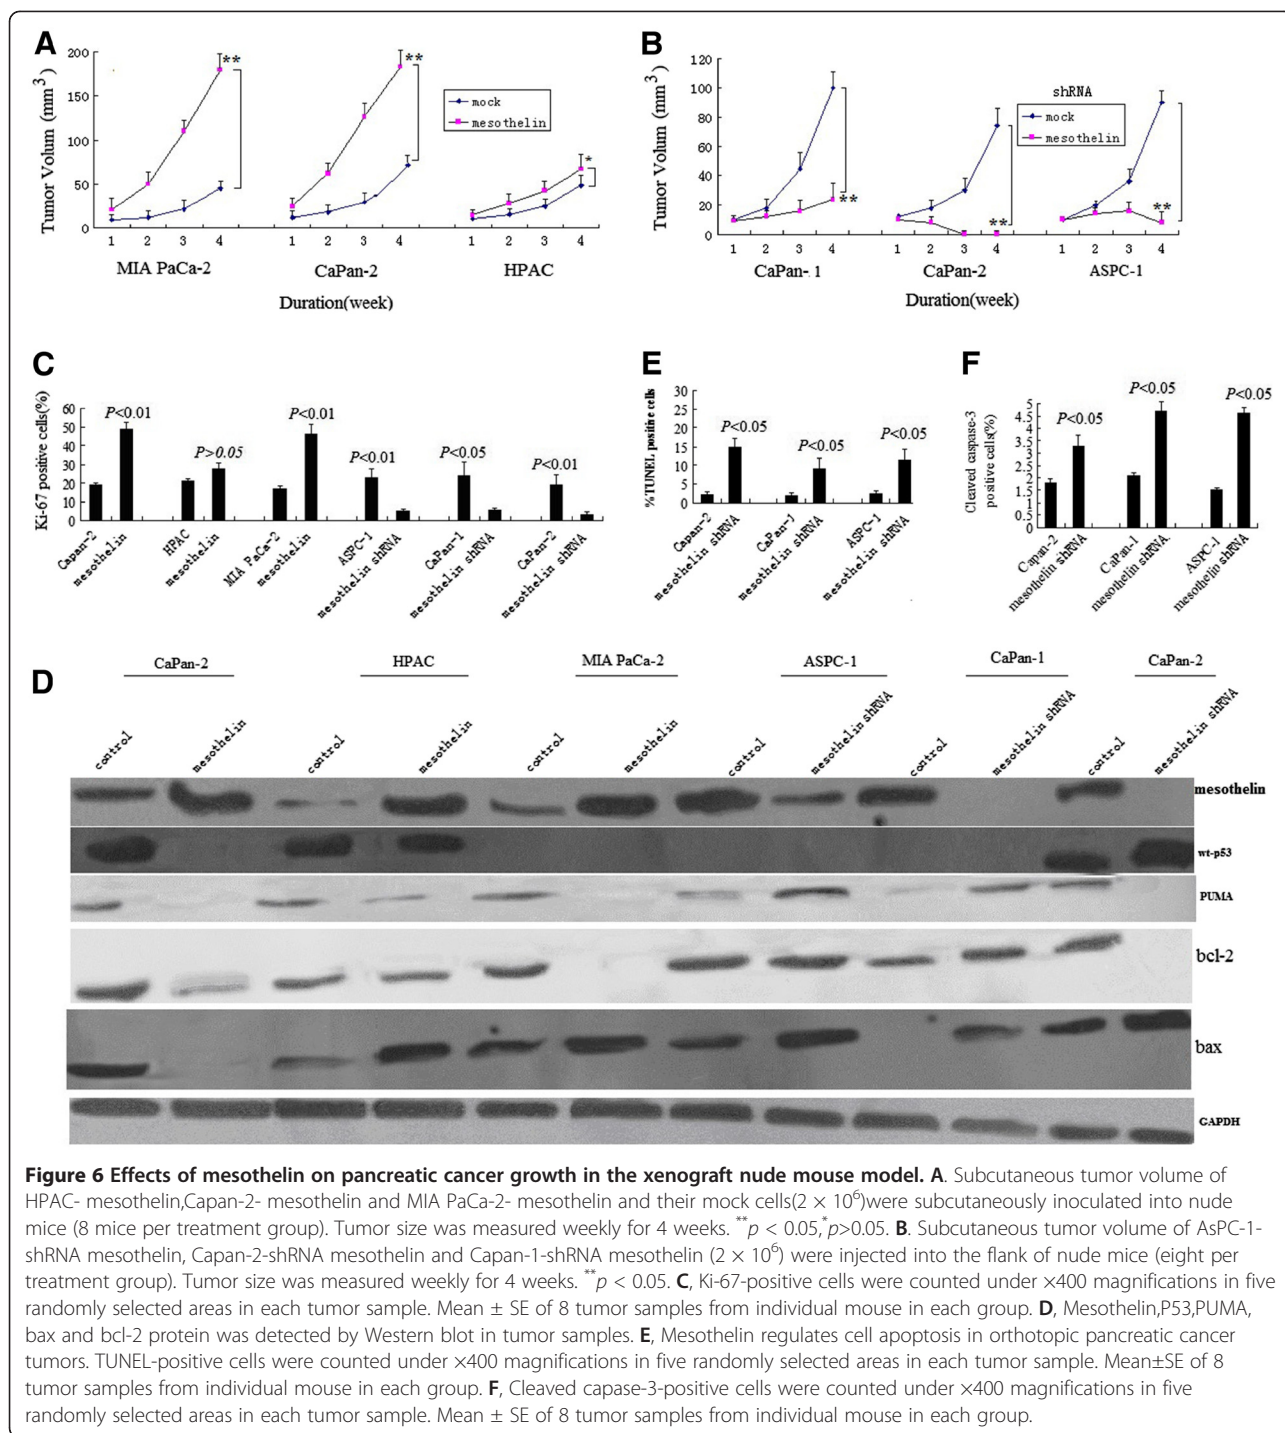 A
Tumor Volum (mm³)
200
150
100
50
0
**
**
*
mock
mesothelin
1 2 3 4 1 2 3 4 1 2 3 4
MIA PaCa-2 CaPan-2 HPAC
Duration(week)
B
Tumor Volum (mm³)
120
100
80
60
40
20
0
shRNA
mock
mesothelin
**
**
**
1 2 3 4 1 2 3 4 1 2 3 4
CaPan-1 CaPan-2 ASPC-1
Duration(week)
C
Ki-67 positive cells(%)
60
50
40
30
20
10
0
P<0.01 P>0.05 P<0.01 P<0.01 P<0.05 P<0.01
Capan-2
mesothelin
HPAC
mesothelin
MIA PaCa-2
mesothelin
ASPC-1
mesothelin shRNA
CaPan-1
mesothelin shRNA
CaPan-2
mesothelin shRNA
E
%TUNEL positive cells
30
25
20
15
10
5
0
P<0.05 P<0.05 P<0.05
Capan-2
mesothelin shRNA
CaPan-1
mesothelin shRNA
ASPC-1
mesothelin shRNA
F
Cleaved caspase-3
positive cells(%)
5
4.5
3.5
3.5
2.5
2
1.5
1.5
0.5
0
P<0.05 P<0.05 P<0.05
Capan-2
mesothelin shRNA
CaPan-1
mesothelin shRNA.
ASPC-1
mesothelin shRNA
D
CaPan-2 HPAC MIA PaCa-2 ASPC-1 CaPan-1 CaPan-2
control
mesothelin
control
mesothelin
control
mesothelin
control
mesothelin shRNA
control
mesothelin shRNA
control
mesothelin shRNA
mesothelin
wt-p53
PUMA
bcl-2
bax
GAPDH
Figure 6 Effects of mesothelin on pancreatic cancer growth in the xenograft nude mouse model. A. Subcutaneous tumor volume of
HPAC- mesothelin,Capan-2- mesothelin and MIA PaCa-2- mesothelin and their mock cells(2 × 10⁶)were subcutaneously inoculated into nude
mice (8 mice per treatment group). Tumor size was measured weekly for 4 weeks. **p < 0.05,*p>0.05. B. Subcutaneous tumor volume of AsPC-1-
shRNA mesothelin, Capan-2-shRNA mesothelin and Capan-1-shRNA mesothelin (2 × 10⁶) were injected into the flank of nude mice (eight per
treatment group). Tumor size was measured weekly for 4 weeks. **p < 0.05. C, Ki-67-positive cells were counted under ×400 magnifications in five
randomly selected areas in each tumor sample. Mean ± SE of 8 tumor samples from individual mouse in each group. D, Mesothelin,P53,PUMA,
bax and bcl-2 protein was detected by Western blot in tumor samples. E, Mesothelin regulates cell apoptosis in orthotopic pancreatic cancer
tumors. TUNEL-positive cells were counted under ×400 magnifications in five randomly selected areas in each tumor sample. Mean±SE of 8
tumor samples from individual mouse in each group. F, Cleaved capase-3-positive cells were counted under ×400 magnifications in five
randomly selected areas in each tumor sample. Mean ± SE of 8 tumor samples from individual mouse in each group.